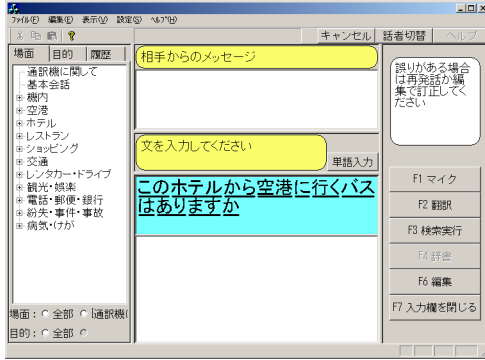 ファイル(F) 編集(E) 表示(V) 設定(S) ヘルプ(H)
キャンセル 話者切替 ヘルプ
場面 目的 履歴
通訳機に関して
基本会話
機内
空港
ホテル
レストラン
ショッピング
交通
レンタカー・ドライブ
観光・娯楽
電話・郵便・銀行
紛失・事件・事故
病気・けが
場面: 全部 通訳機(
目的: 全部
相手からのメッセージ
文を入力してください
単語入力
このホテルから空港に行くバス
はありますか
誤りがある場合
は再発話か編
集で訂正してく
ださい
F1 マイク
F2 翻訳
F3 検索実行
F4 辞書
F6 編集
F7 入力欄を閉じる